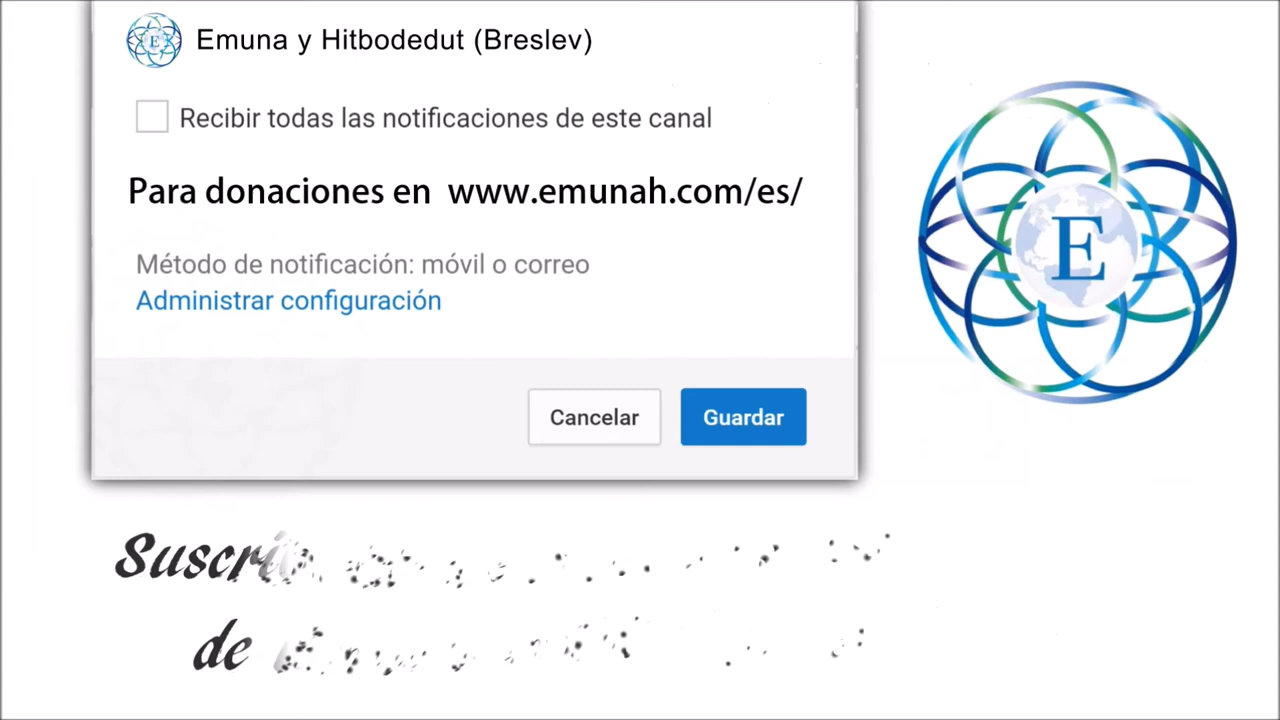 Emuna y Hitbodedut (Breslev)
Recibir todas las notificaciones de este canal
Para donaciones en www.emunah.com/es/
Método de notificación: móvil o correo
Administrar configuración
Cancelar
Guardar
E
de